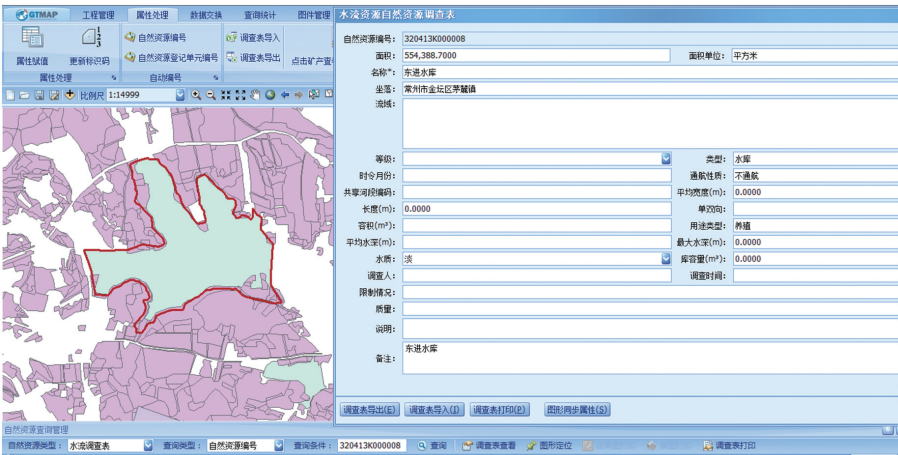 GTMAP 工程管理 属性处理 数据交换 查询统计 图件管理
自然资源编号 调查表导入
属性赋值 更新标识码 自然资源登记单元编号 调查表导出 点击矿产查
属性处理 自动编号
比例尺 1:14999
水流资源自然资源调查表
自然资源编号: 320413K000008
面积: 554,388.7000 面积单位: 平方米
名称*: 东进水库
坐落: 常州市金坛区茅麓镇
流域:
等级: 类型: 水库
时令月份: 通航性质: 不通航
共享河段编码: 平均宽度(m): 0.0000
长度(m): 0.0000 单双向:
容积(m³): 用途类型: 养殖
平均水深(m): 最大水深(m): 0.0000
水质: 淡 库容量(m³): 0.0000
调查人: 调查时间:
限制情况:
质量:
说明:
备注: 东进水库
调查表导出(E) 调查表导入(I) 调查表打印(P) 图形同步属性(S)
自然资源查询管理
自然资源类型: 水流调查表 查询类型: 自然资源编号 查询条件: 320413K000008 查询 调查表查看 图形定位 调查表打印